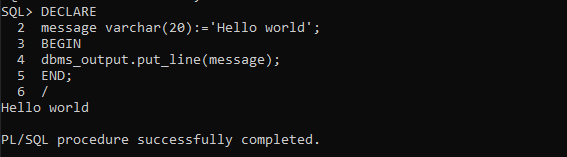 SQL> DECLARE
2 message varchar(20):='Hello world';
3 BEGIN
4 dbms_output.put_line(message);
5 END;
6 /
Hello world
PL/SQL procedure successfully completed.